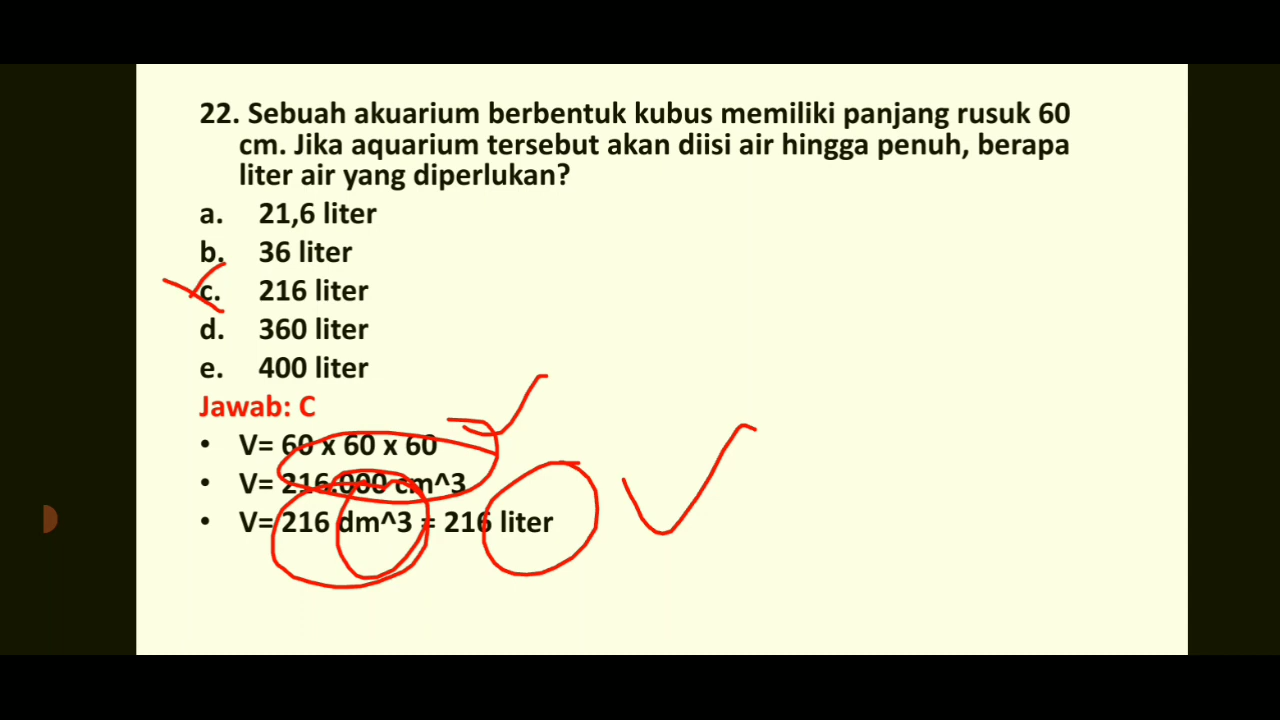 22. Sebuah akuarium berbentuk kubus memiliki panjang rusuk 60
cm. Jika aquarium tersebut akan diisi air hingga penuh, berapa
liter air yang diperlukan?
a. 21,6 liter
b. 36 liter
c. 216 liter
d. 360 liter
e. 400 liter
Jawab: C
• V= 60 x 60 x 60
• V= 216.000 cm^3
• V= 216 dm^3 = 216 liter